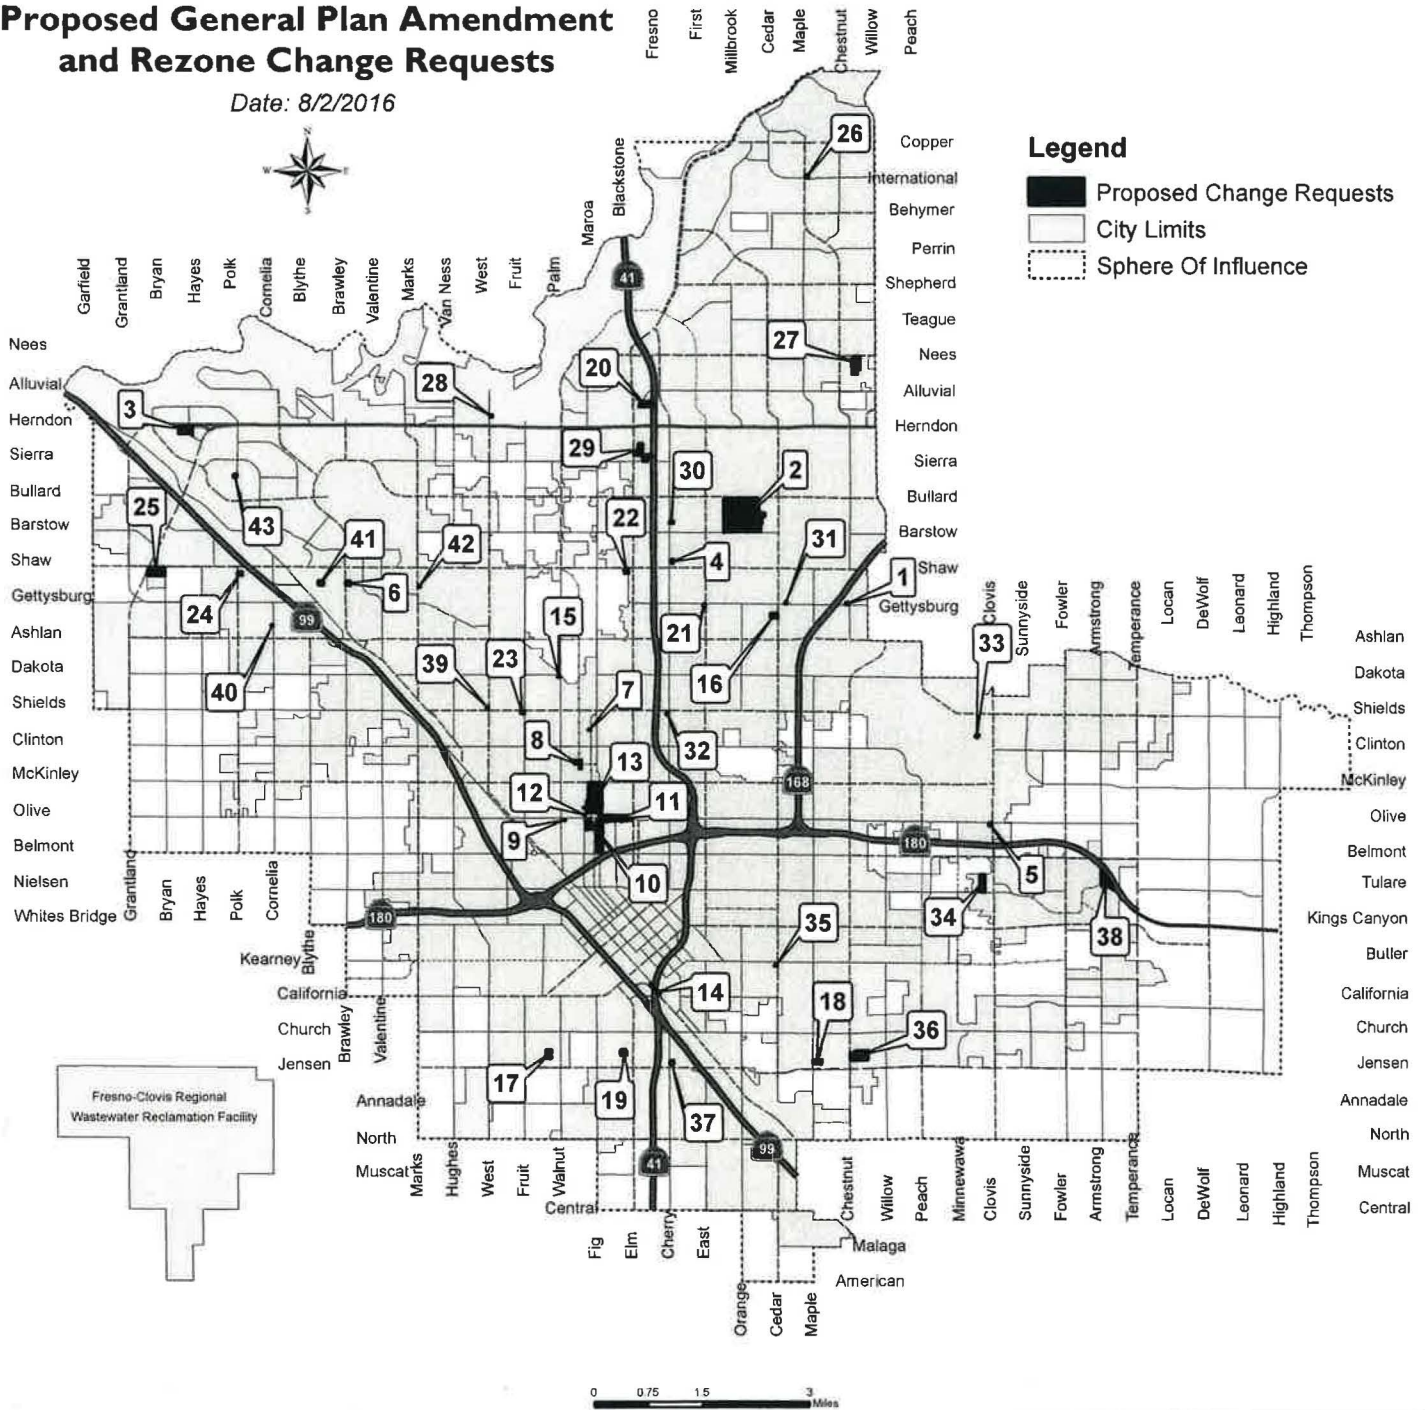 Proposed General Plan Amendment
and Rezone Change Requests
Date: 8/2/2016
N
W
E
S
Fresno
First
Millbrook
Cedar
Maple
Chestnut
Willow
Peach
Legend
Proposed Change Requests
City Limits
Sphere Of Influence
Garfield
Grantland
Bryan
Hayes
Polk
Cornelia
Blythe
Brawley
Valentine
Marks
Van Ness
West
Fruit
Palm
Maroa
Blackstone
Copper
International
Behymer
Perrin
Shepherd
Teague
Nees
Alluvial
Herndon
Sierra
Bullard
Barstow
Shaw
Gettysburg
Nees
Alluvial
Herndon
Sierra
Bullard
Barstow
Shaw
Gettysburg
Ashlan
Dakota
Shields
Clinton
McKinley
Olive
Belmont
Nielsen
Whites Bridge
Grantland
Bryan
Hayes
Polk
Cornelia
Kearney
Blythe
California
Church
Jensen
Brawley
Valentine
Annadale
North
Muscat
Central
Marks
Hughes
West
Fruit
Walnut
Fig
Elm
Cherry
East
Orange
Cedar
Maple
Malaga
American
Chestnut
Willow
Peach
Minnewawa
Clovis
Sunnyside
Fowler
Armstrong
Temperance
Locan
DeWolf
Leonard
Highland
Thompson
Clovis
Sunnyside
Fowler
Armstrong
Temperance
Locan
DeWolf
Leonard
Highland
Thompson
Ashlan
Dakota
Shields
Clinton
McKinley
Olive
Belmont
Tulare
Kings Canyon
Butler
California
Church
Jensen
Annadale
North
Muscat
Central
26
41
27
20
28
3
29
30
2
25
43
41
42
22
31
4
1
6
24
99
15
21
16
33
40
39
23
7
8
32
13
12
11
168
9
10
180
5
180
34
38
35
14
18
36
17
19
37
41
99
Fresno-Clovis Regional
Wastewater Reclamation Facility
0 0.75 1.5 3
Miles